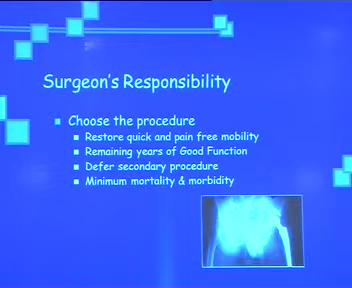 Surgeon's Responsibility
Choose the procedure
Restore quick and pain free mobility
Remaining years of Good Function
Defer secondary procedure
Minimum mortality & morbidity